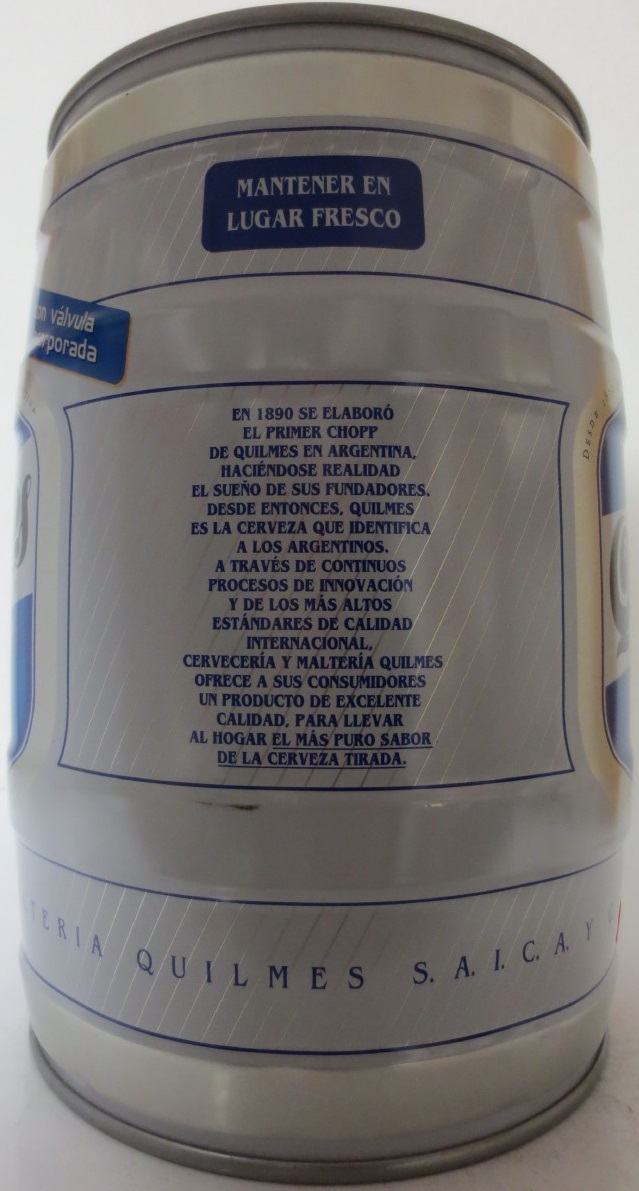 MANTENER EN
LUGAR FRESCO
válvula
EN 1890 SE ELABORÓ
EL PRIMER CHOPP
DE QUILMES EN ARGENTINA,
HACIÉNDOSE REALIDAD
EL SUEÑO DE SUS FUNDADORES.
DESDE ENTONCES, QUILMES
ES LA CERVEZA QUE IDENTIFICA
A LOS ARGENTINOS.
A TRAVÉS DE CONTINUOS
PROCESOS DE INNOVACIÓN
Y DE LOS MÁS ALTOS
ESTÁNDARES DE CALIDAD
INTERNACIONAL,
CERVECERÍA Y MALTERÍA QUILMES
OFRECE A SUS CONSUMIDORES
UN PRODUCTO DE EXCELENTE
CALIDAD, PARA LLEVAR
AL HOGAR EL MÁS PURO SABOR
DE LA CERVEZA TIRADA.
Desde
TERIA QUILMES S.A.I.C.A. Y